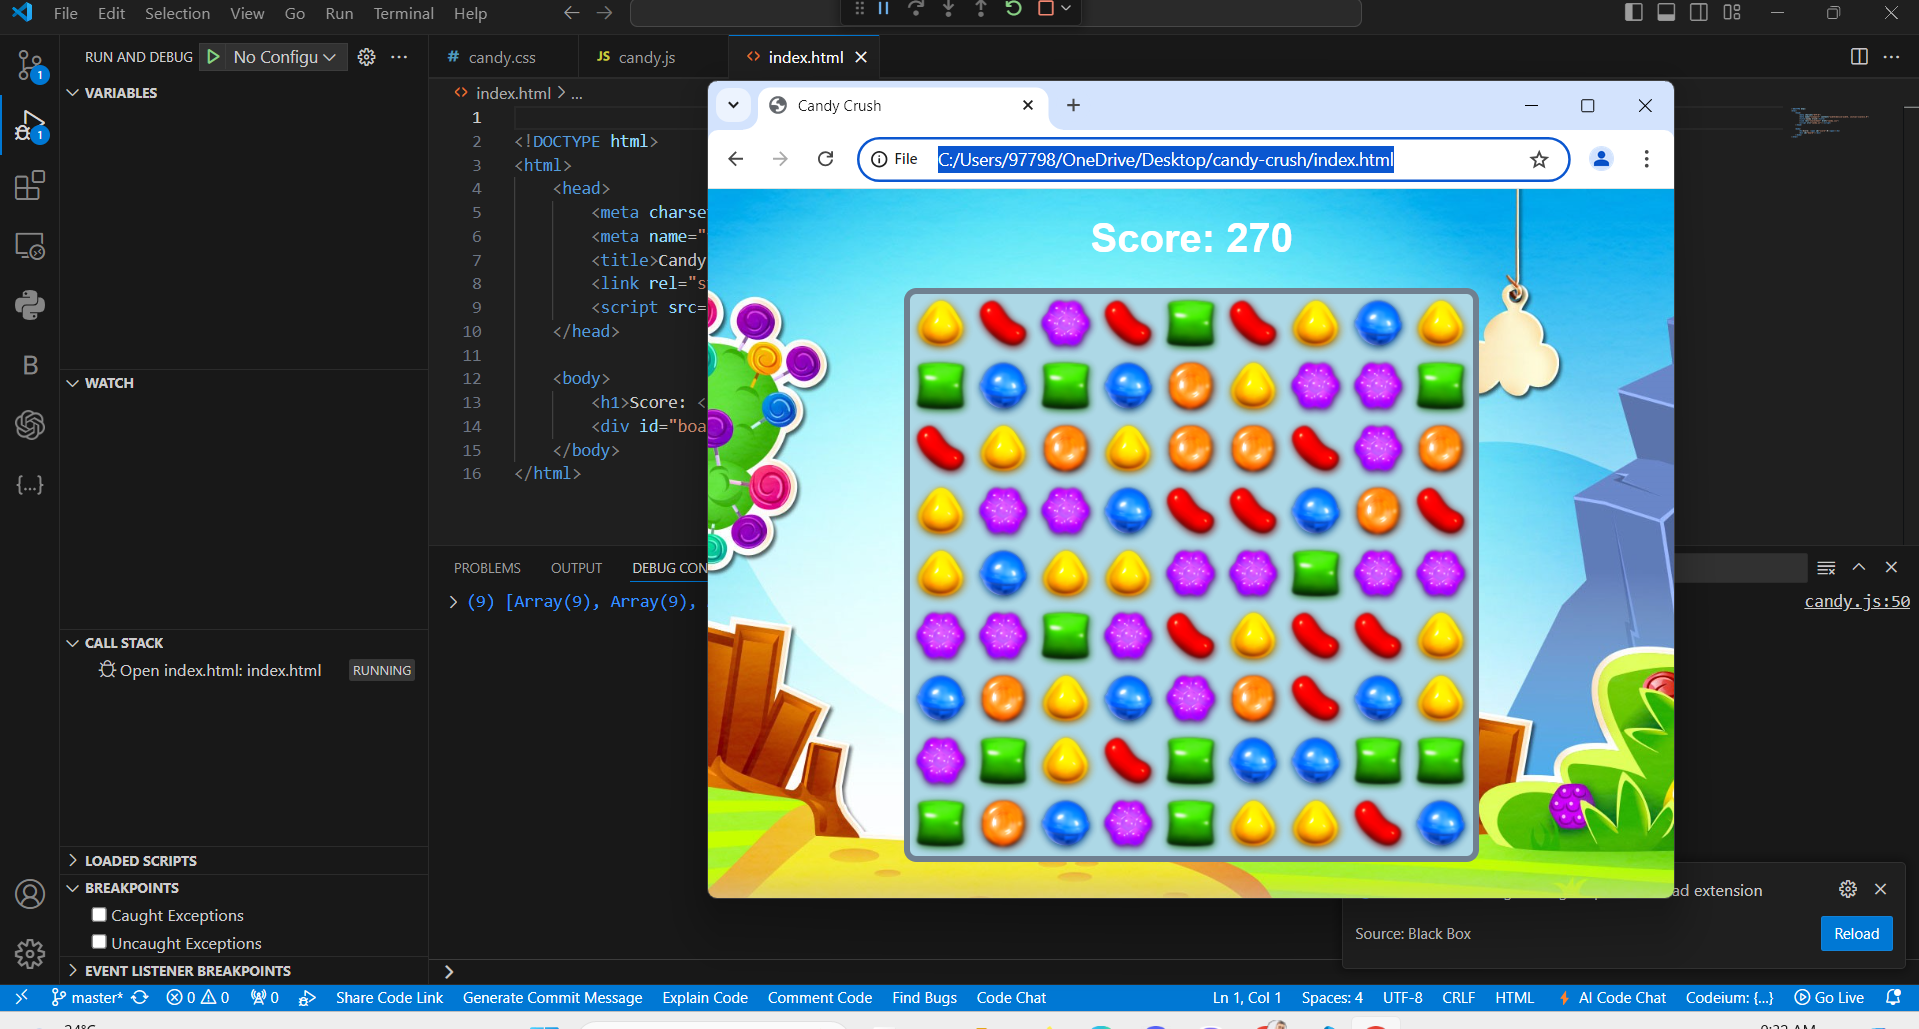 File Edit Selection View Go Run Terminal Help
RUN AND DEBUG No Configu
# candy.css
JS candy.js
<> index.html
1
1
VARIABLES
<> index.html > ...
1
2 <!DOCTYPE html>
3 <html>
4 <head>
5 <meta charse
6 <meta name="
7 <title>Candy
8 <link rel="s
9 <script src=
10 </head>
11
12 <body>
13 <h1>Score: <
14 <div id="boa
15 </body>
16 </html>
Candy Crush
File C:/Users/97798/OneDrive/Desktop/candy-crush/index.html
Score: 270
B
WATCH
{...}
PROBLEMS OUTPUT DEBUG CON
(9) [Array(9), Array(9),
candy.js:50
CALL STACK
Open index.html: index.html RUNNING
LOADED SCRIPTS
BREAKPOINTS
Caught Exceptions
Uncaught Exceptions
EVENT LISTENER BREAKPOINTS
ad extension
Source: Black Box
Reload
master* 0 0 0 Share Code Link Generate Commit Message Explain Code Comment Code Find Bugs Code Chat Ln 1, Col 1 Spaces: 4 UTF-8 CRLF HTML AI Code Chat Codeium: {...} Go Live